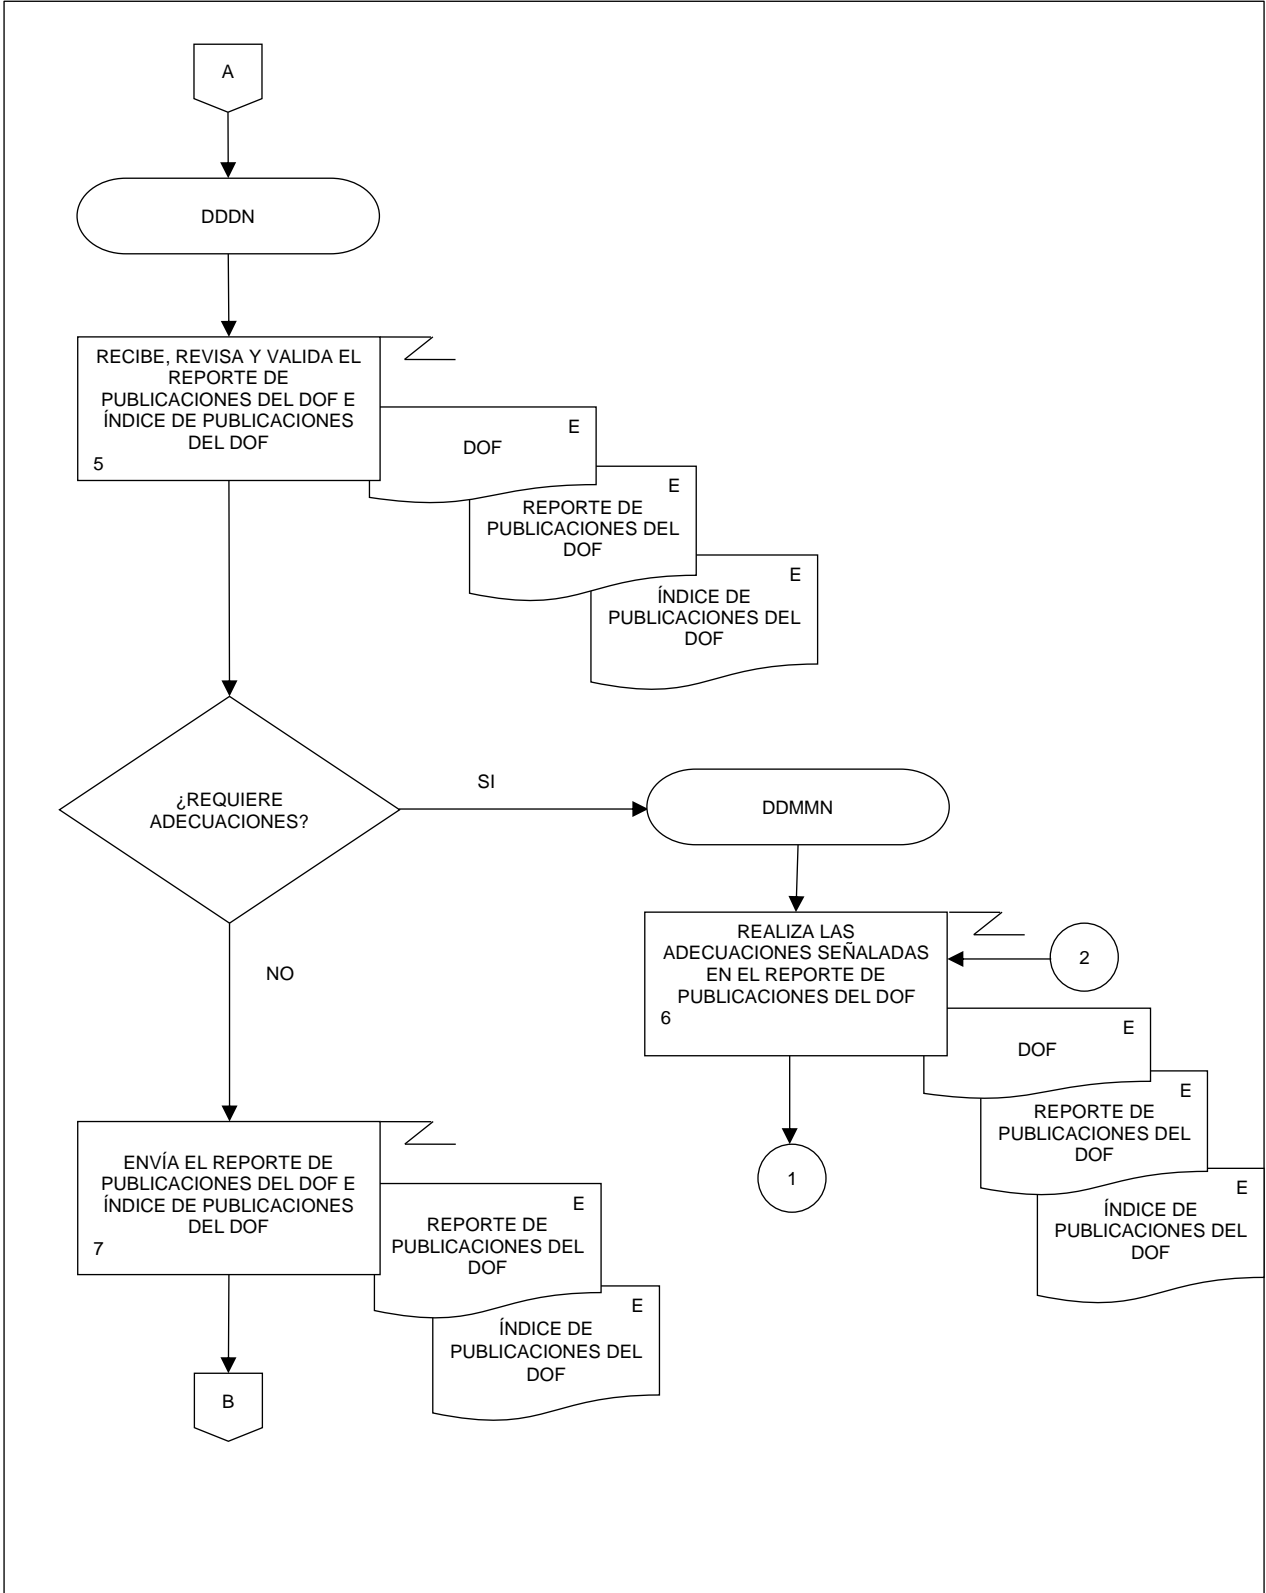 A
DDDN
RECIBE, REVISA Y VALIDA EL
REPORTE DE
PUBLICACIONES DEL DOF E
ÍNDICE DE PUBLICACIONES
DEL DOF
5
E
DOF
E
REPORTE DE
PUBLICACIONES DEL
DOF
E
ÍNDICE DE
PUBLICACIONES DEL
DOF
¿REQUIERE
ADECUACIONES?
SI
DDMMN
REALIZA LAS
ADECUACIONES SEÑALADAS
EN EL REPORTE DE
PUBLICACIONES DEL DOF
6
2
E
DOF
E
REPORTE DE
PUBLICACIONES DEL
DOF
E
ÍNDICE DE
PUBLICACIONES DEL
DOF
1
NO
ENVÍA EL REPORTE DE
PUBLICACIONES DEL DOF E
ÍNDICE DE PUBLICACIONES
DEL DOF
7
E
REPORTE DE
PUBLICACIONES DEL
DOF
E
ÍNDICE DE
PUBLICACIONES DEL
DOF
B